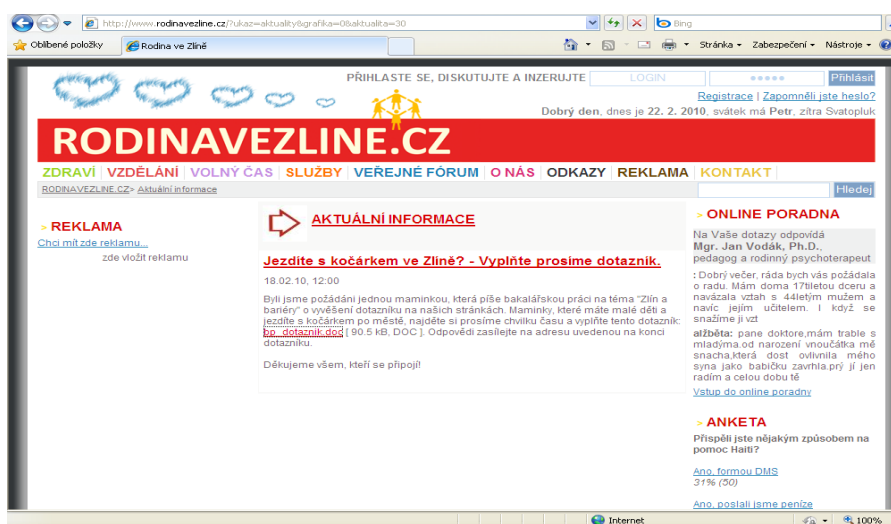 http://www.rodinavezline.cz/?ukaz=aktuality&grafika=0&aktualita=30
Bing
Oblíbené položky
Rodina ve Zlíně
Stránka
Zabezpečení
Nástroje
PŘIHLASTE SE, DISKUTUJTE A INZERUJTE
LOGIN
•••••
Přihlásit
Registrace | Zapomněli jste heslo?
Dobrý den, dnes je 22. 2. 2010, svátek má Petr, zítra Svatopluk
RODINAVEZLINE.CZ
ZDRAVÍ | VZDĚLÁNÍ | VOLNÝ ČAS | SLUŽBY | VEŘEJNÉ FÓRUM | O NÁS | ODKAZY | REKLAMA | KONTAKT |
RODINAVEZLINE.CZ> Aktuální informace
Hledej
> REKLAMA
Chci mít zde reklamu...
zde vložit reklamu
AKTUÁLNÍ INFORMACE
Jezdíte s kočárkem ve Zlíně? - Vyplňte prosíme dotazník.
18.02.10, 12:00
Byli jsme požádáni jednou maminkou, která píše bakalářskou práci na téma "Zlín a
bariéry" o vyvěšení dotazníku na našich stránkách. Maminky, které máte malé děti a
jezdíte s kočárkem po městě, najděte si prosíme chvilku času a vyplňte tento dotazník:
bp_dotaznik.doc [ 90.5 kB, DOC ]. Odpovědi zasílejte na adresu uvedenou na konci
dotazníku.
Děkujeme všem, kteří se připojí!
> ONLINE PORADNA
Na Vaše dotazy odpovídá
Mgr. Jan Vodák, Ph.D.,
pedagog a rodinný psychoterapeut
: Dobrý večer, ráda bych vás požádala
o radu. Mám doma 17tiletou dceru a
navázala vztah s 44letým mužem a
navíc jejím učitelem. I když se
snažíme ji vzt
alžběta: pane doktore,mám trable s
mladýma.od narození vnoučátka mě
snacha,která dost ovlivnila mého
syna jako babičku zavrhla.prý jí jen
radím a celou dobu tě
Vstup do online poradny
> ANKETA
Přispěli jste nějakým způsobem na
pomoc Haiti?
Ano, formou DMS
31% (50)
Ano, poslali jsme peníze
Internet
100%